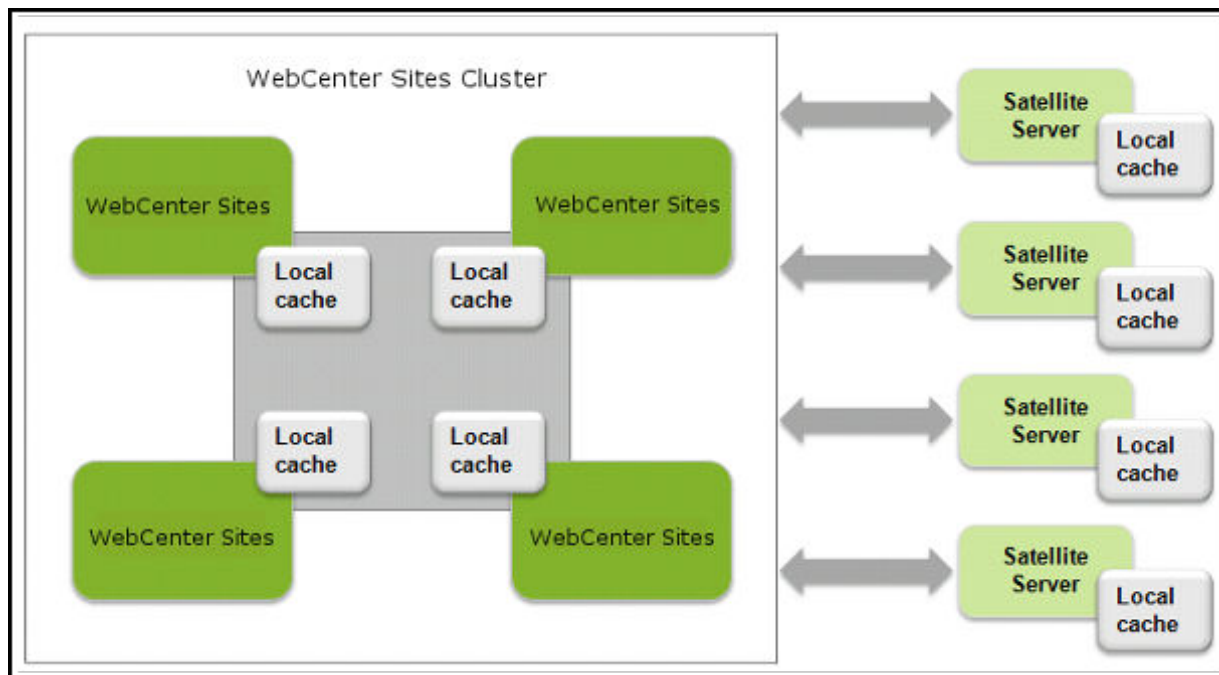 WebCenter Sites Cluster
WebCenter Sites
WebCenter Sites
Local
cache
Local
cache
Local
cache
Local
cache
WebCenter Sites
WebCenter Sites
Satellite
Server
Local
cache
Satellite
Server
Local
cache
Satellite
Server
Local
cache
Satellite
Server
Local
cache